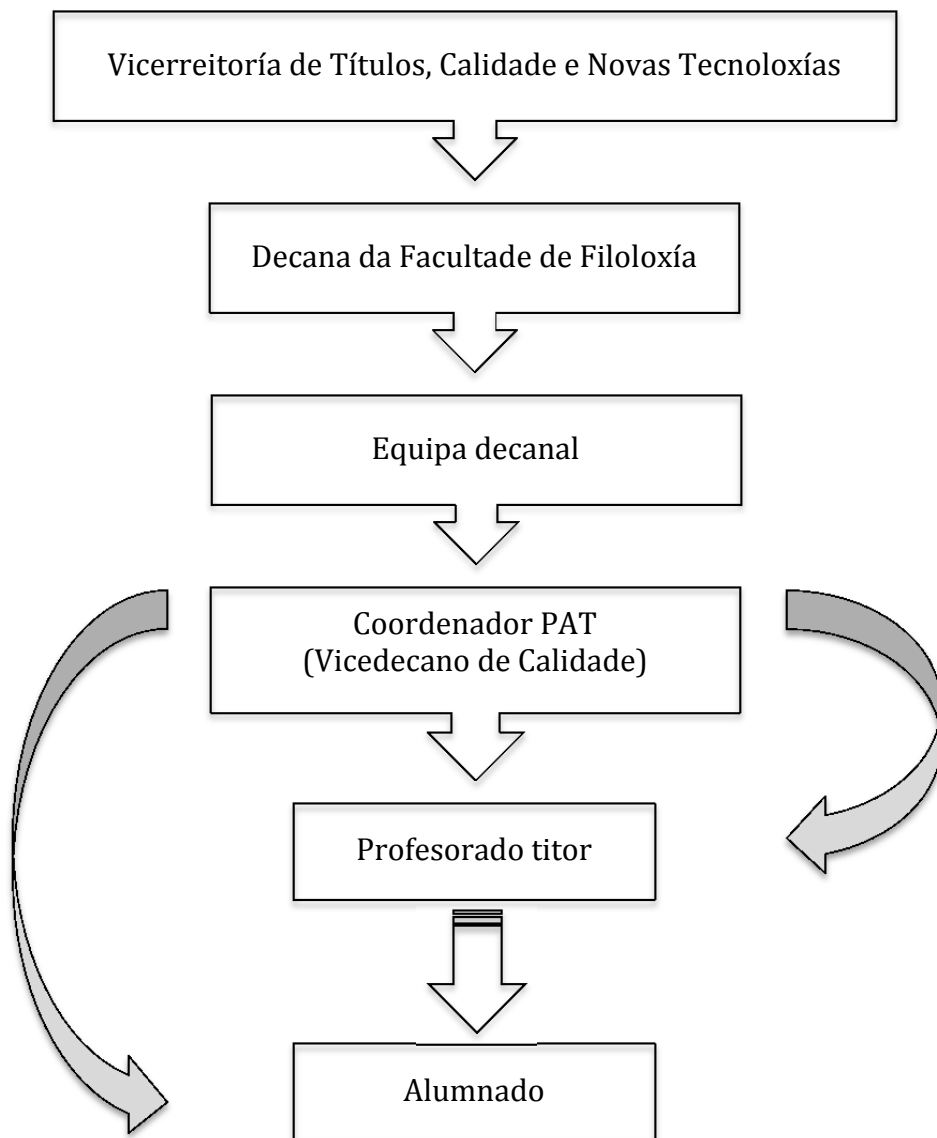 Vicerreitoría de Títulos, Calidade e Novas Tecnoloxías
Decana da Facultade de Filoloxía
Equipa decanal
Coordenador PAT
(Vicedecano de Calidade)
Profesorado titor
Alumnado